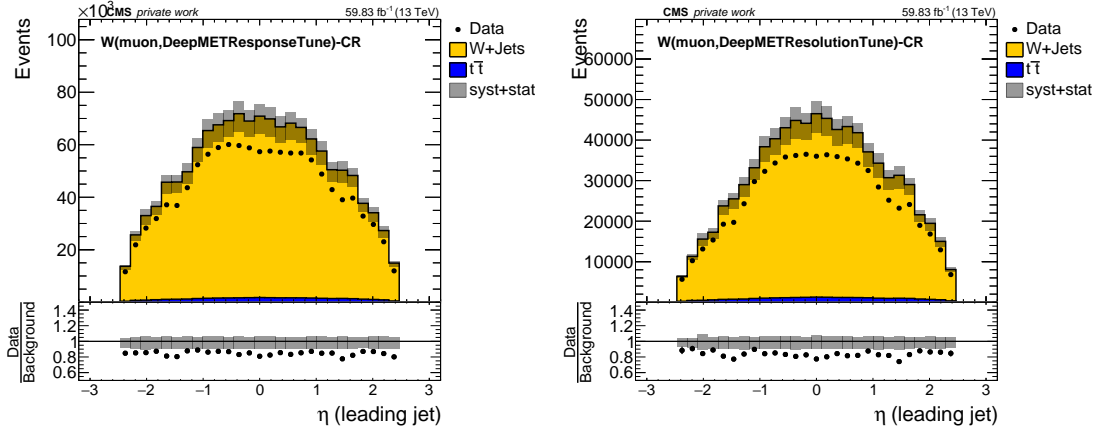 ×10³ CMS private work 59.83 fb⁻¹ (13 TeV)
W(muon,DeepMETResponseTune)-CR
Events
100
80
60
40
20
Data
W+Jets
tt̅
syst+stat
Data
Background
1.4
1.2
1
0.8
0.6
−3 −2 −1 0 1 2 3
η (leading jet)
CMS private work 59.83 fb⁻¹ (13 TeV)
W(muon,DeepMETResolutionTune)-CR
Events
60000
50000
40000
30000
20000
10000
Data
W+Jets
tt̅
syst+stat
Data
Background
1.4
1.2
1
0.8
0.6
−3 −2 −1 0 1 2 3
η (leading jet)